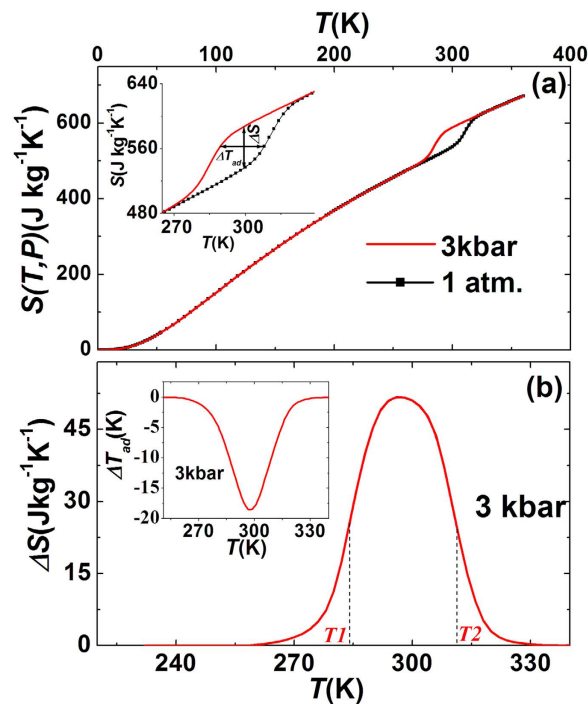 T(K)
0 100 200 300 400
(a)
S(T,P)(J kg⁻¹K⁻¹)
600
400
200
0
S(J kg⁻¹K⁻¹)
640
560
480
ΔS
ΔT_ad
270 300
T(K)
3kbar
1 atm.
(b)
ΔS(Jkg⁻¹K⁻¹)
45
30
15
0
ΔT_ad(K)
0
-5
-10
-15
-20
3kbar
270 300 330
T(K)
3 kbar
T1 T2
240 270 300 330
T(K)